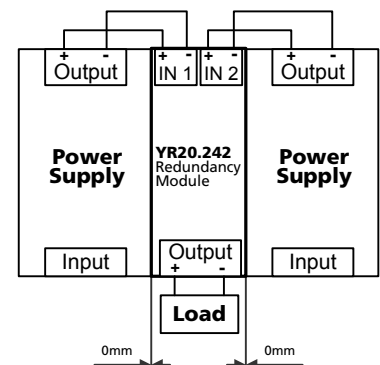 + - + - + - + -
Output IN 1 IN 2 Output
Power
Supply
YR20.242
Redundancy
Module
Power
Supply
Input Output Input
+ -
Load
0mm 0mm